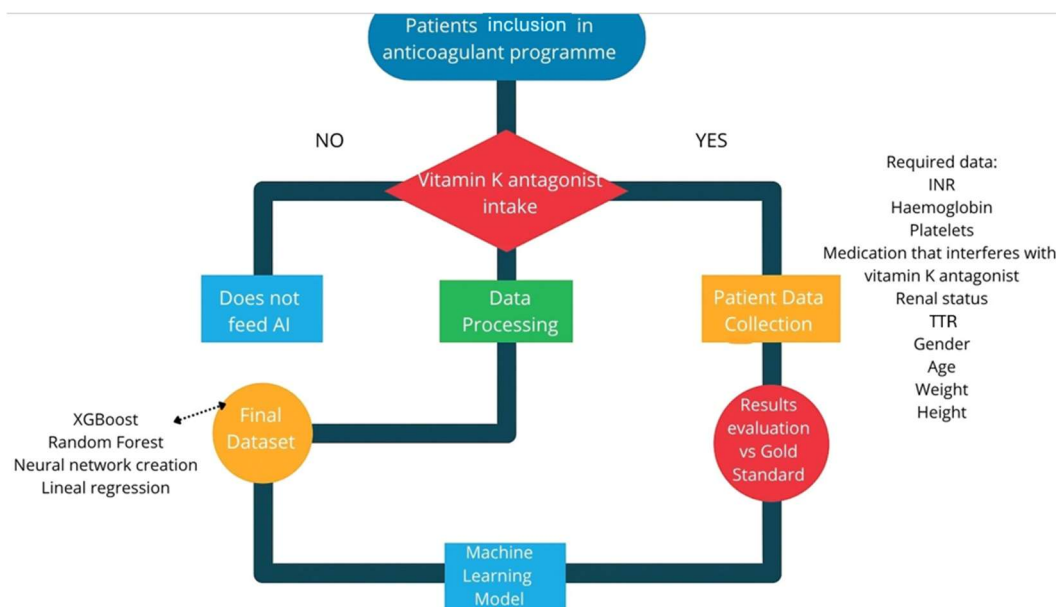 Patients inclusion in
anticoagulant programme
NO
YES
Vitamin K antagonist
intake
Required data:
INR
Haemoglobin
Platelets
Medication that interferes with
vitamin K antagonist
Renal status
TTR
Gender
Age
Weight
Height
Does not
feed AI
Data
Processing
Patient Data
Collection
XGBoost
Random Forest
Neural network creation
Lineal regression
Final
Dataset
Results
evaluation
vs Gold
Standard
Machine
Learning
Model